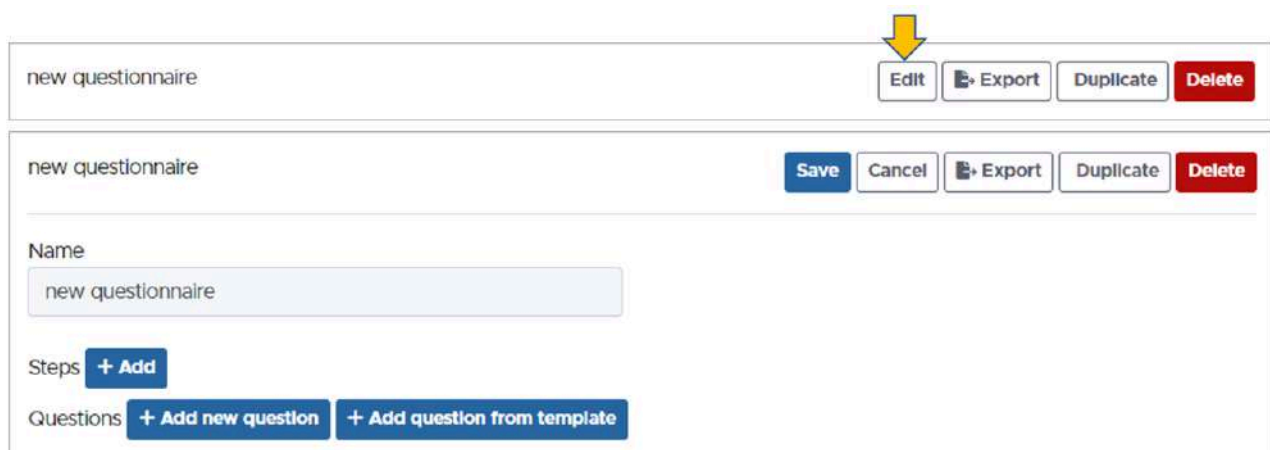 new questionnaire Edit Export Duplicate Delete
new questionnaire Save Cancel Export Duplicate Delete
Name
new questionnaire
Steps + Add
Questions + Add new question + Add question from template